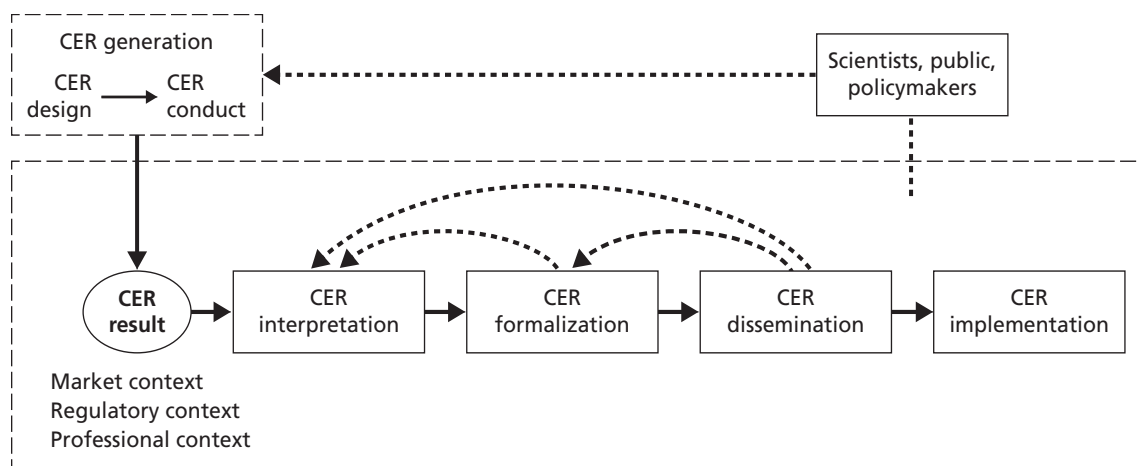 CER generation
CER design
CER conduct
Scientists, public,
policymakers
CER
result
CER
interpretation
CER
formalization
CER
dissemination
CER
implementation
Market context
Regulatory context
Professional context